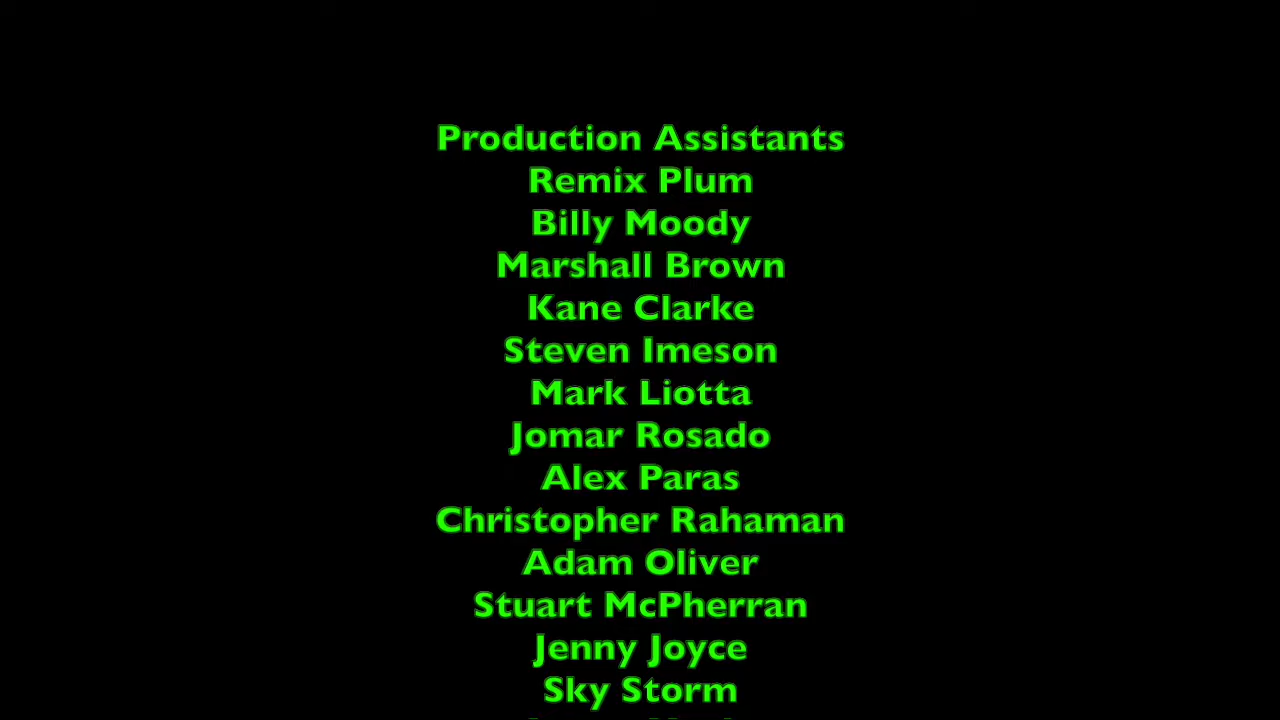 Production Assistants
Remix Plum
Billy Moody
Marshall Brown
Kane Clarke
Steven Imeson
Mark Liotta
Jomar Rosado
Alex Paras
Christopher Rahaman
Adam Oliver
Stuart McPherran
Jenny Joyce
Sky Storm